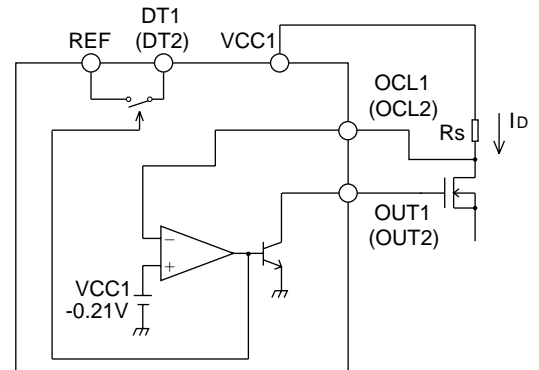 DT1
REF
(DT2)
VCC1
OCL1
(OCL2)
Rs
ID
OUT1
(OUT2)
−
+
VCC1
-0.21V